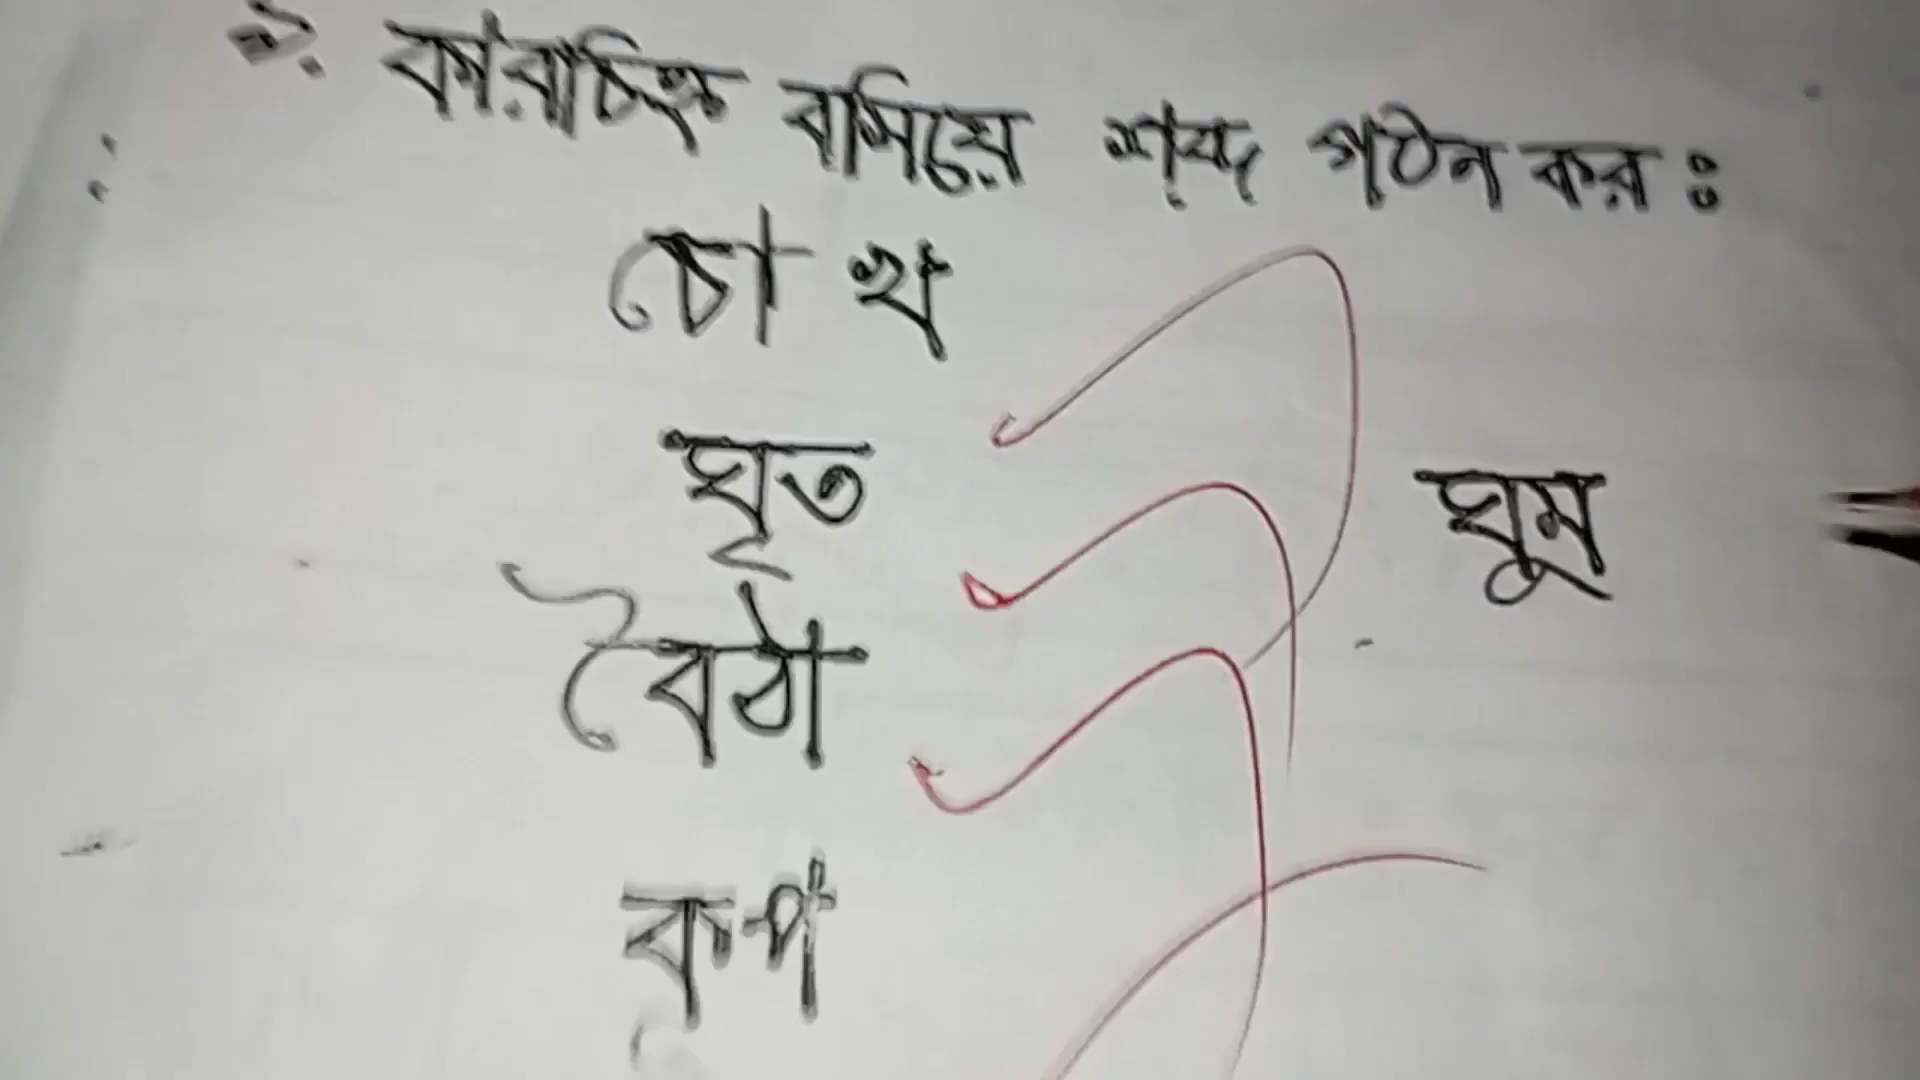 ২. কারচিহ্ন বসিয়ে শব্দ গঠন কর ঃ
চো খ
ঘৃত
ঘুম
বৈঠা
কূপ